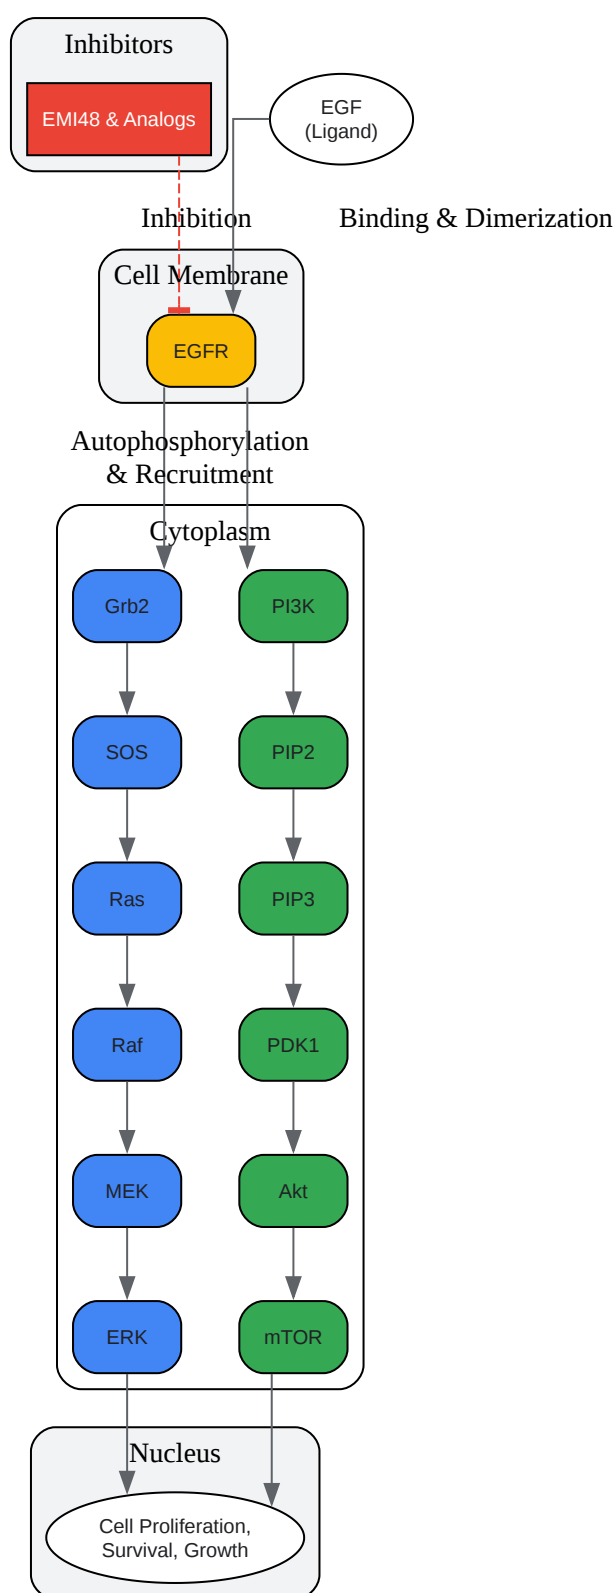 Inhibitors
EMI48 & Analogs
EGF
(Ligand)
Inhibition
Binding & Dimerization
Cell Membrane
EGFR
Autophosphorylation
& Recruitment
Cytoplasm
Grb2
PI3K
SOS
PIP2
Ras
PIP3
Raf
PDK1
MEK
Akt
ERK
mTOR
Nucleus
Cell Proliferation,
Survival, Growth